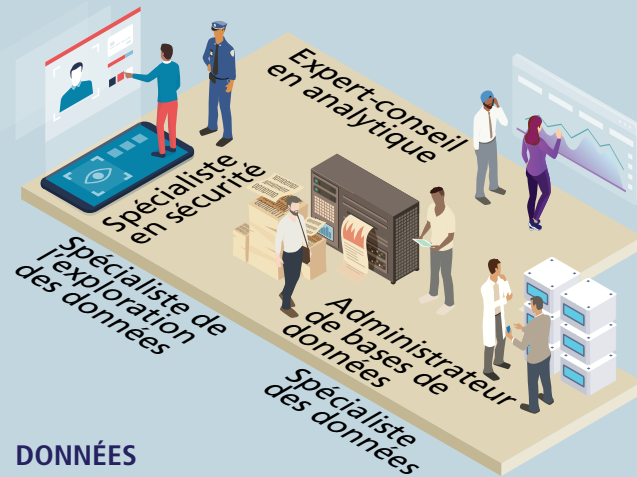 Expert-conseil
en analytique
Spécialiste
en sécurité
Spécialiste de
l'exploration
des données
Administrateur
de bases de
données
Spécialiste
des données
DONNÉES